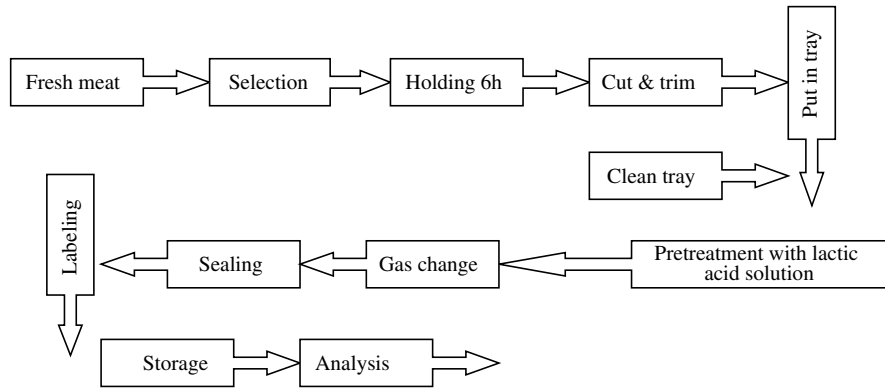 Fresh meat
Selection
Holding 6h
Cut & trim
Put in tray
Clean tray
Pretreatment with lactic
acid solution
Gas change
Sealing
Labeling
Storage
Analysis